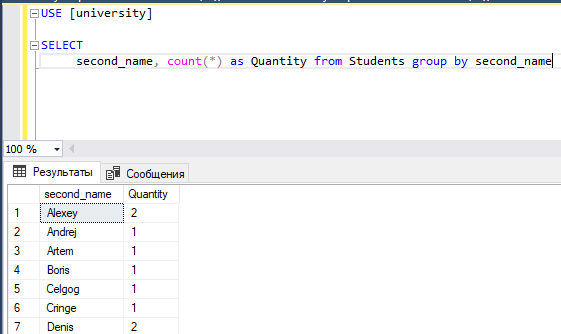 USE [university]
SELECT
second_name, count(*) as Quantity from Students group by second_name
100 %
Результаты Сообщения
second_name Quantity
1 Alexey 2
2 Andrej 1
3 Artem 1
4 Boris 1
5 Celgog 1
6 Cringe 1
7 Denis 2